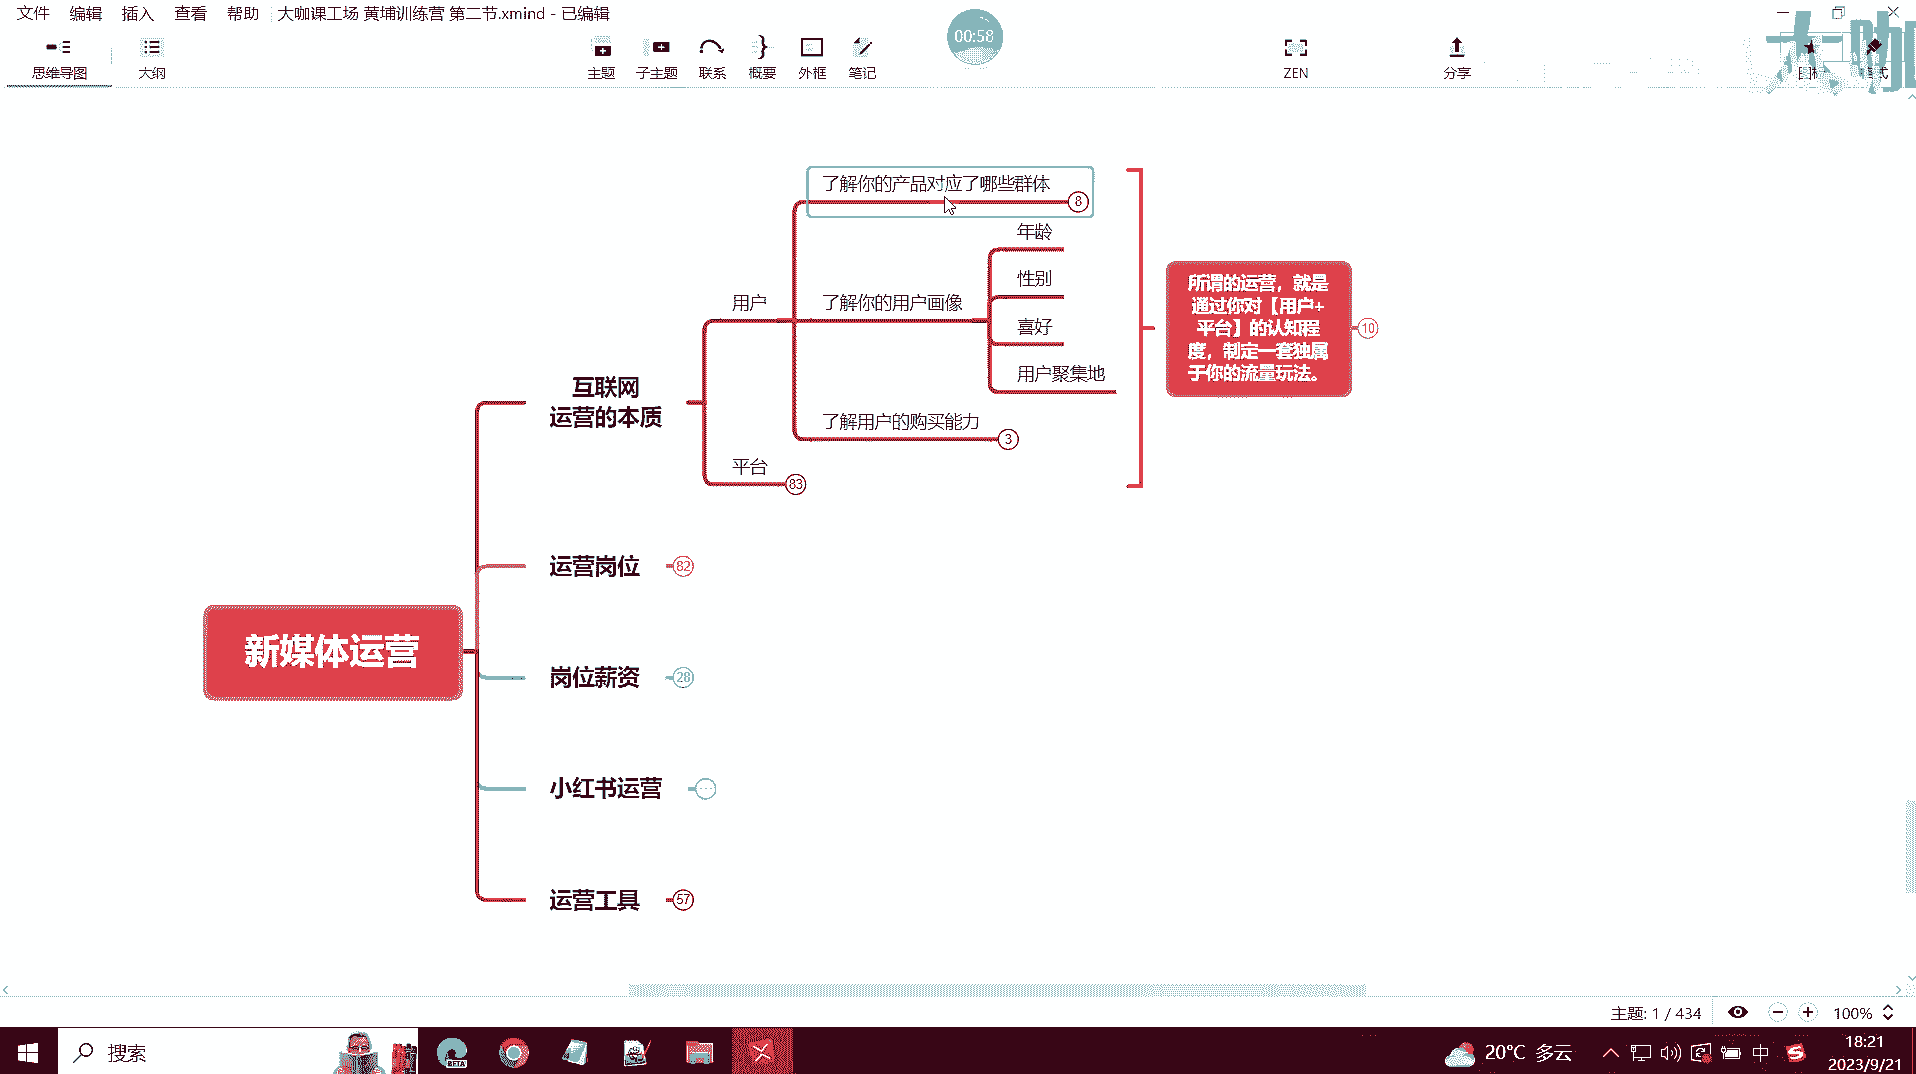 文件 编辑 插入 查看 帮助 大咖课工场 黄埔训练营 第二节.xmind - 已编辑
思维导图 大纲 主题 子主题 联系 概要 外框 笔记 00:58 ZEN 分享
大咖
了解你的产品对应了哪些群体 8
年龄
性别
用户 了解你的用户画像
喜好
用户聚集地
了解用户的购买能力 3
平台 83
所谓的运营，就是
通过你对【用户+
平台】的认知程
度，制定一套独属
于你的流量玩法。
10
互联网
运营的本质
运营岗位 82
新媒体运营
岗位薪资 28
小红书运营 ...
运营工具 57
主题: 1 / 434 100%
搜索 BETA 20°C 多云 中 S 18:21
2023/9/21